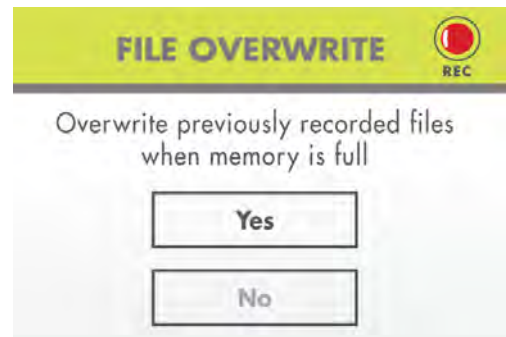 FILE OVERWRITE
REC
Overwrite previously recorded files
when memory is full
Yes
No